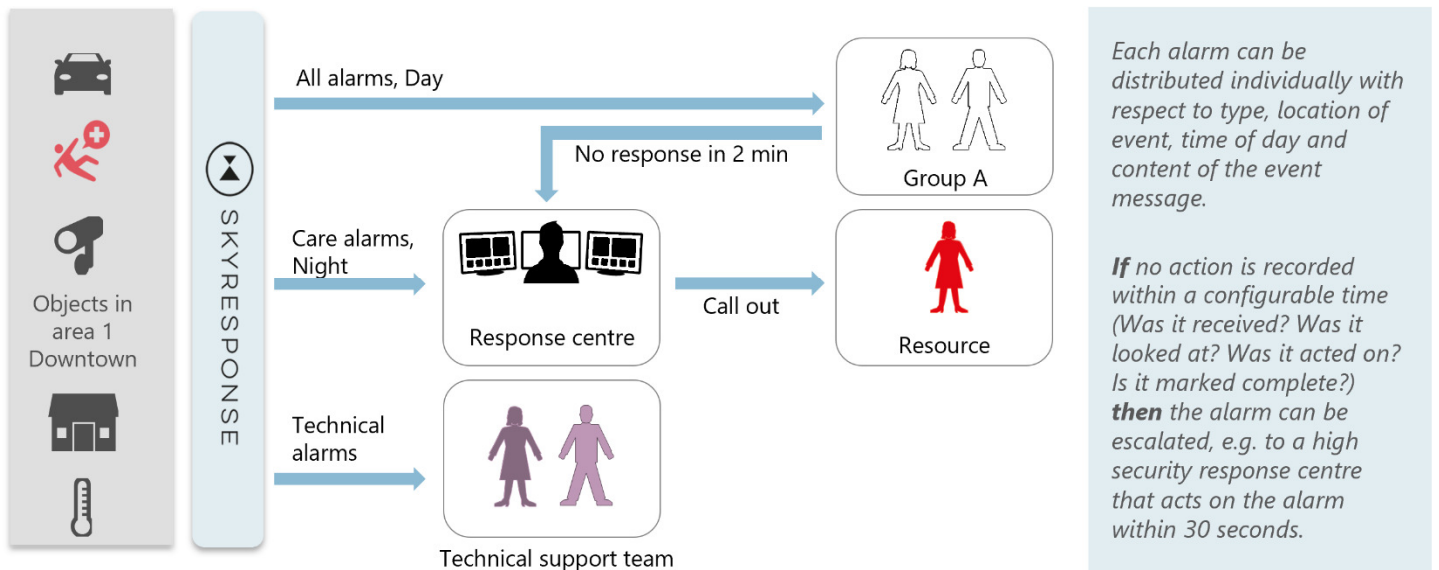 Objects in
area 1
Downtown
SKYRESPONSE
All alarms, Day
No response in 2 min
Group A
Care alarms,
Night
Response centre
Call out
Resource
Technical
alarms
Technical support team
Each alarm can be
distributed individually with
respect to type, location of
event, time of day and
content of the event
message.
If no action is recorded
within a configurable time
(Was it received? Was it
looked at? Was it acted on?
Is it marked complete?)
then the alarm can be
escalated, e.g. to a high
security response centre
that acts on the alarm
within 30 seconds.